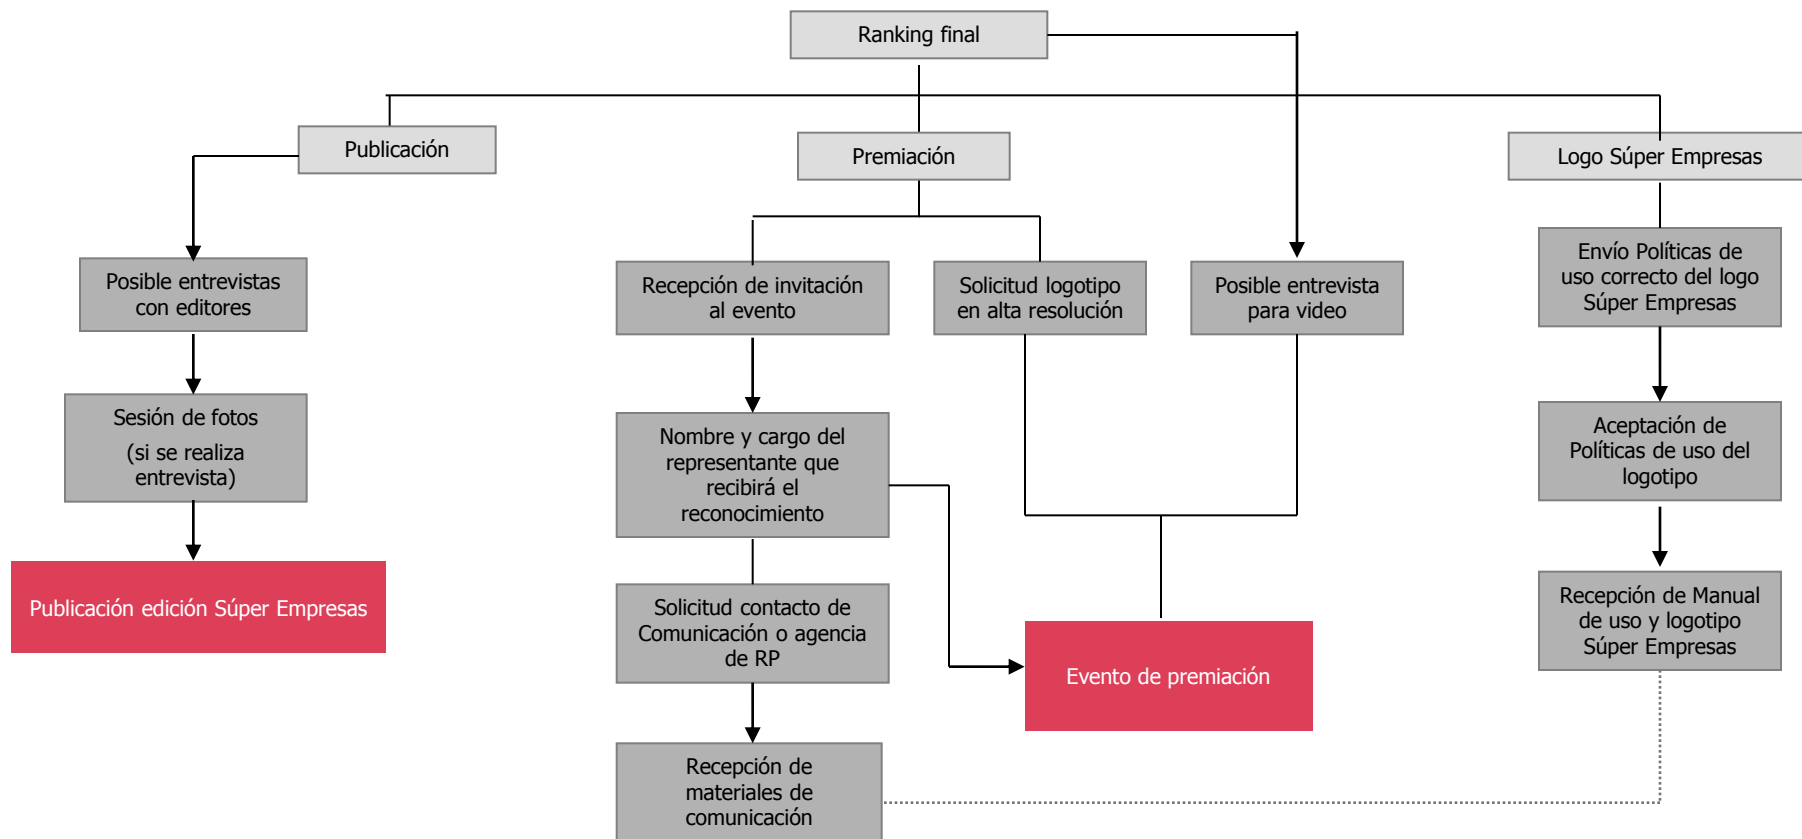 Ranking final
Publicación
Premiación
Logo Súper Empresas
Posible entrevistas
con editores
Recepción de invitación
al evento
Solicitud logotipo
en alta resolución
Posible entrevista
para video
Envío Políticas de
uso correcto del logo
Súper Empresas
Sesión de fotos
(si se realiza
entrevista)
Nombre y cargo del
representante que
recibirá el
reconocimiento
Aceptación de
Políticas de uso del
logotipo
Publicación edición Súper Empresas
Solicitud contacto de
Comunicación o agencia
de RP
Evento de premiación
Recepción de Manual
de uso y logotipo
Súper Empresas
Recepción de
materiales de
comunicación